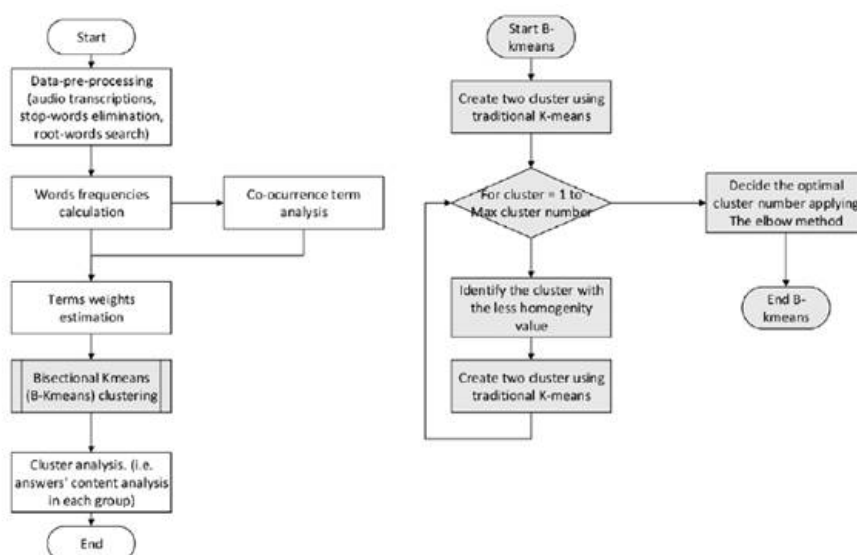 Start
Data-pre-processing
(audio transcriptions,
stop-words elimination,
root-words search)
Words frequencies
calculation
Co-ocurrence term
analysis
Terms weights
estimation
Bisectional Kmeans
(B-Kmeans) clustering
Cluster analysis. (i.e.
answers' content analysis
in each group)
End
Start B-
kmeans
Create two cluster using
traditional K-means
For cluster = 1 to
Max cluster number
Decide the optimal
cluster number applying
The elbow method
End B-
kmeans
Identify the cluster with
the less homogenity
value
Create two cluster using
traditional K-means